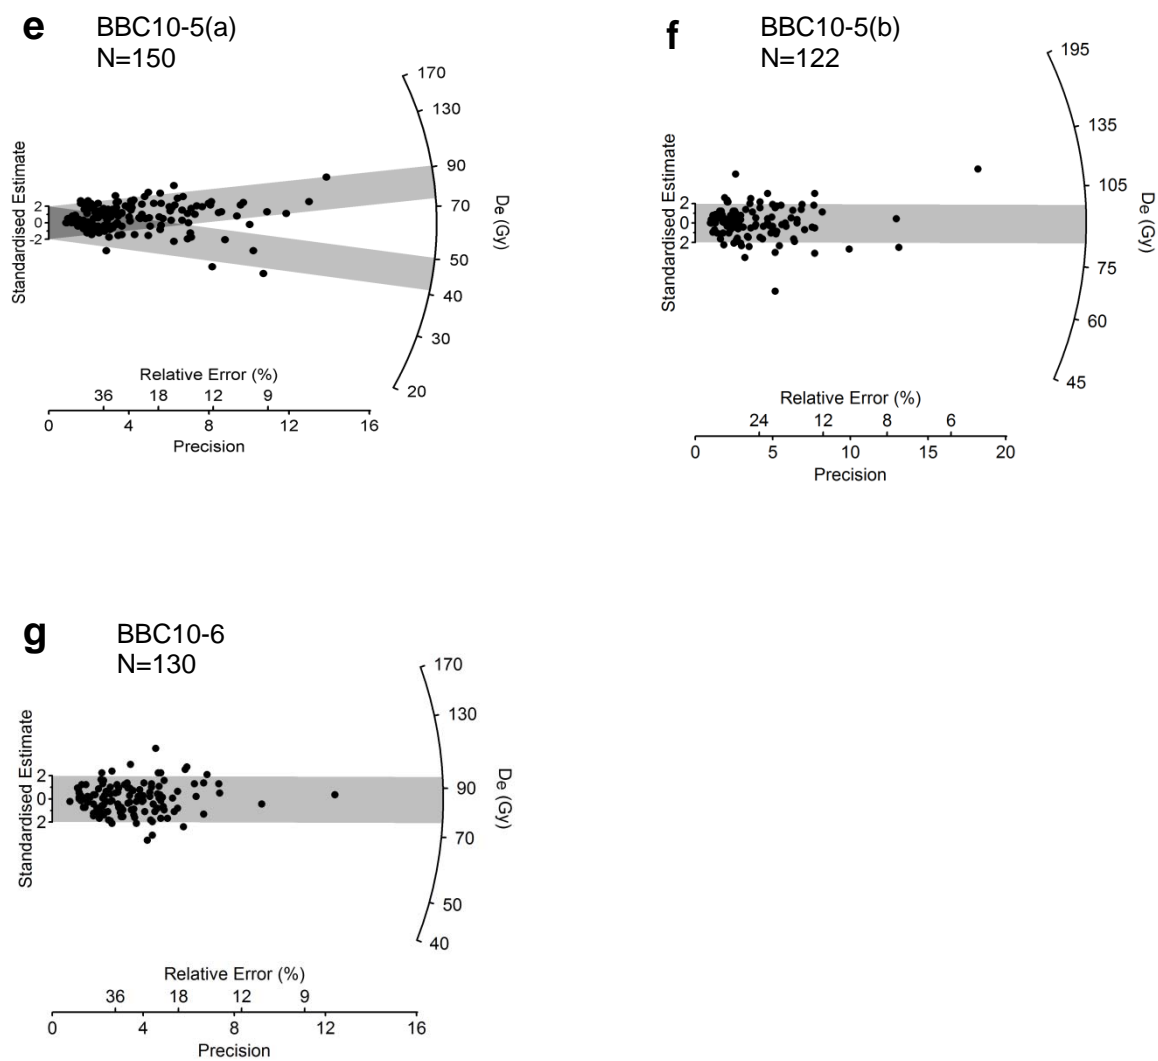 e
BBC10-5(a)
N=150
170
130
90
70
50
40
30
20
De (Gy)
Standardised Estimate
2
0
-2
Relative Error (%)
36 18 12 9
0 4 8 12 16
Precision
f
BBC10-5(b)
N=122
195
135
105
75
60
45
De (Gy)
Standardised Estimate
2
0
2
Relative Error (%)
24 12 8 6
0 5 10 15 20
Precision
g
BBC10-6
N=130
170
130
90
70
50
40
De (Gy)
Standardised Estimate
2
0
2
Relative Error (%)
36 18 12 9
0 4 8 12 16
Precision